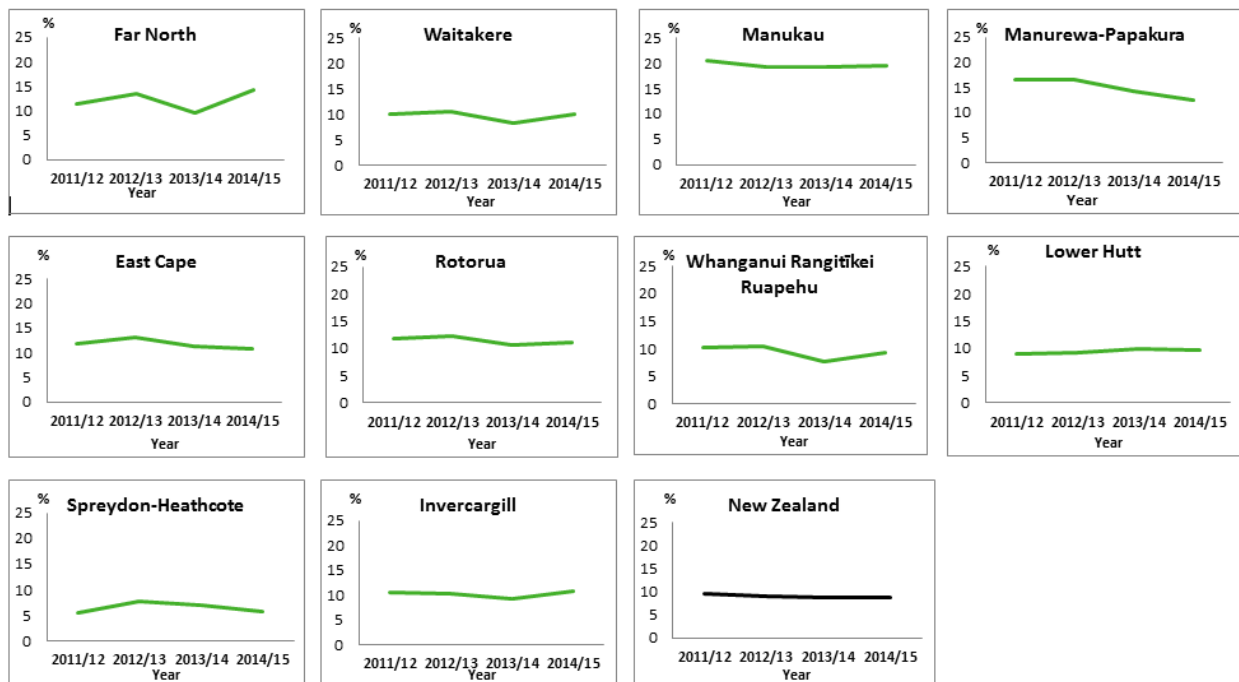 %
Far North
25
20
15
10
5
0
2011/12 2012/13 2013/14 2014/15
Year
%
Waitakere
25
20
15
10
5
0
2011/12 2012/13 2013/14 2014/15
Year
%
Manukau
25
20
15
10
5
0
2011/12 2012/13 2013/14 2014/15
Year
%
Manurewa-Papakura
25
20
15
10
5
0
2011/12 2012/13 2013/14 2014/15
Year
%
East Cape
25
20
15
10
5
0
2011/12 2012/13 2013/14 2014/15
Year
%
Rotorua
25
20
15
10
5
0
2011/12 2012/13 2013/14 2014/15
Year
%
Whanganui Rangitīkei
Ruapehu
25
20
15
10
5
0
2011/12 2012/13 2013/14 2014/15
Year
%
Lower Hutt
25
20
15
10
5
0
2011/12 2012/13 2013/14 2014/15
Year
%
Spreydon-Heathcote
25
20
15
10
5
0
2011/12 2012/13 2013/14 2014/15
Year
%
Invercargill
25
20
15
10
5
0
2011/12 2012/13 2013/14 2014/15
Year
%
New Zealand
25
20
15
10
5
0
2011/12 2012/13 2013/14 2014/15
Year